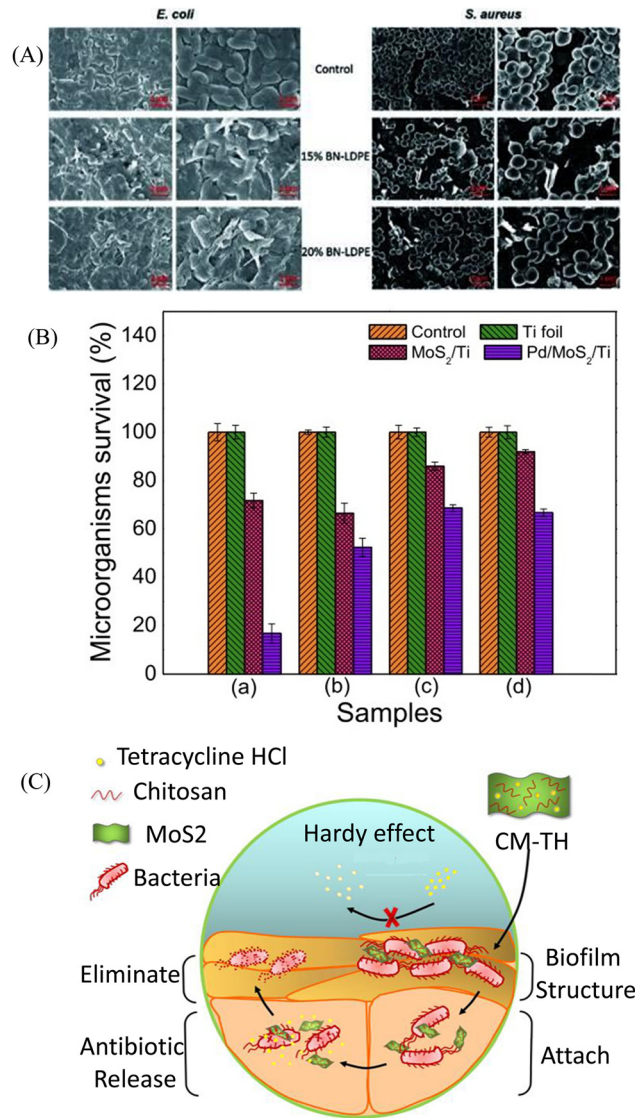 E. coli
S. aureus
(A)
Control
15% BN-LDPE
20% BN-LDPE
(B)
Microorganisms survival (%)
140
120
100
80
60
40
20
0
Control
Ti foil
MoS2/Ti
Pd/MoS2/Ti
(a)
(b)
(c)
(d)
Samples
(C)
Tetracycline HCl
Chitosan
MoS2
Bacteria
Hardy effect
CM-TH
Eliminate
Biofilm
Structure
Antibiotic
Release
Attach